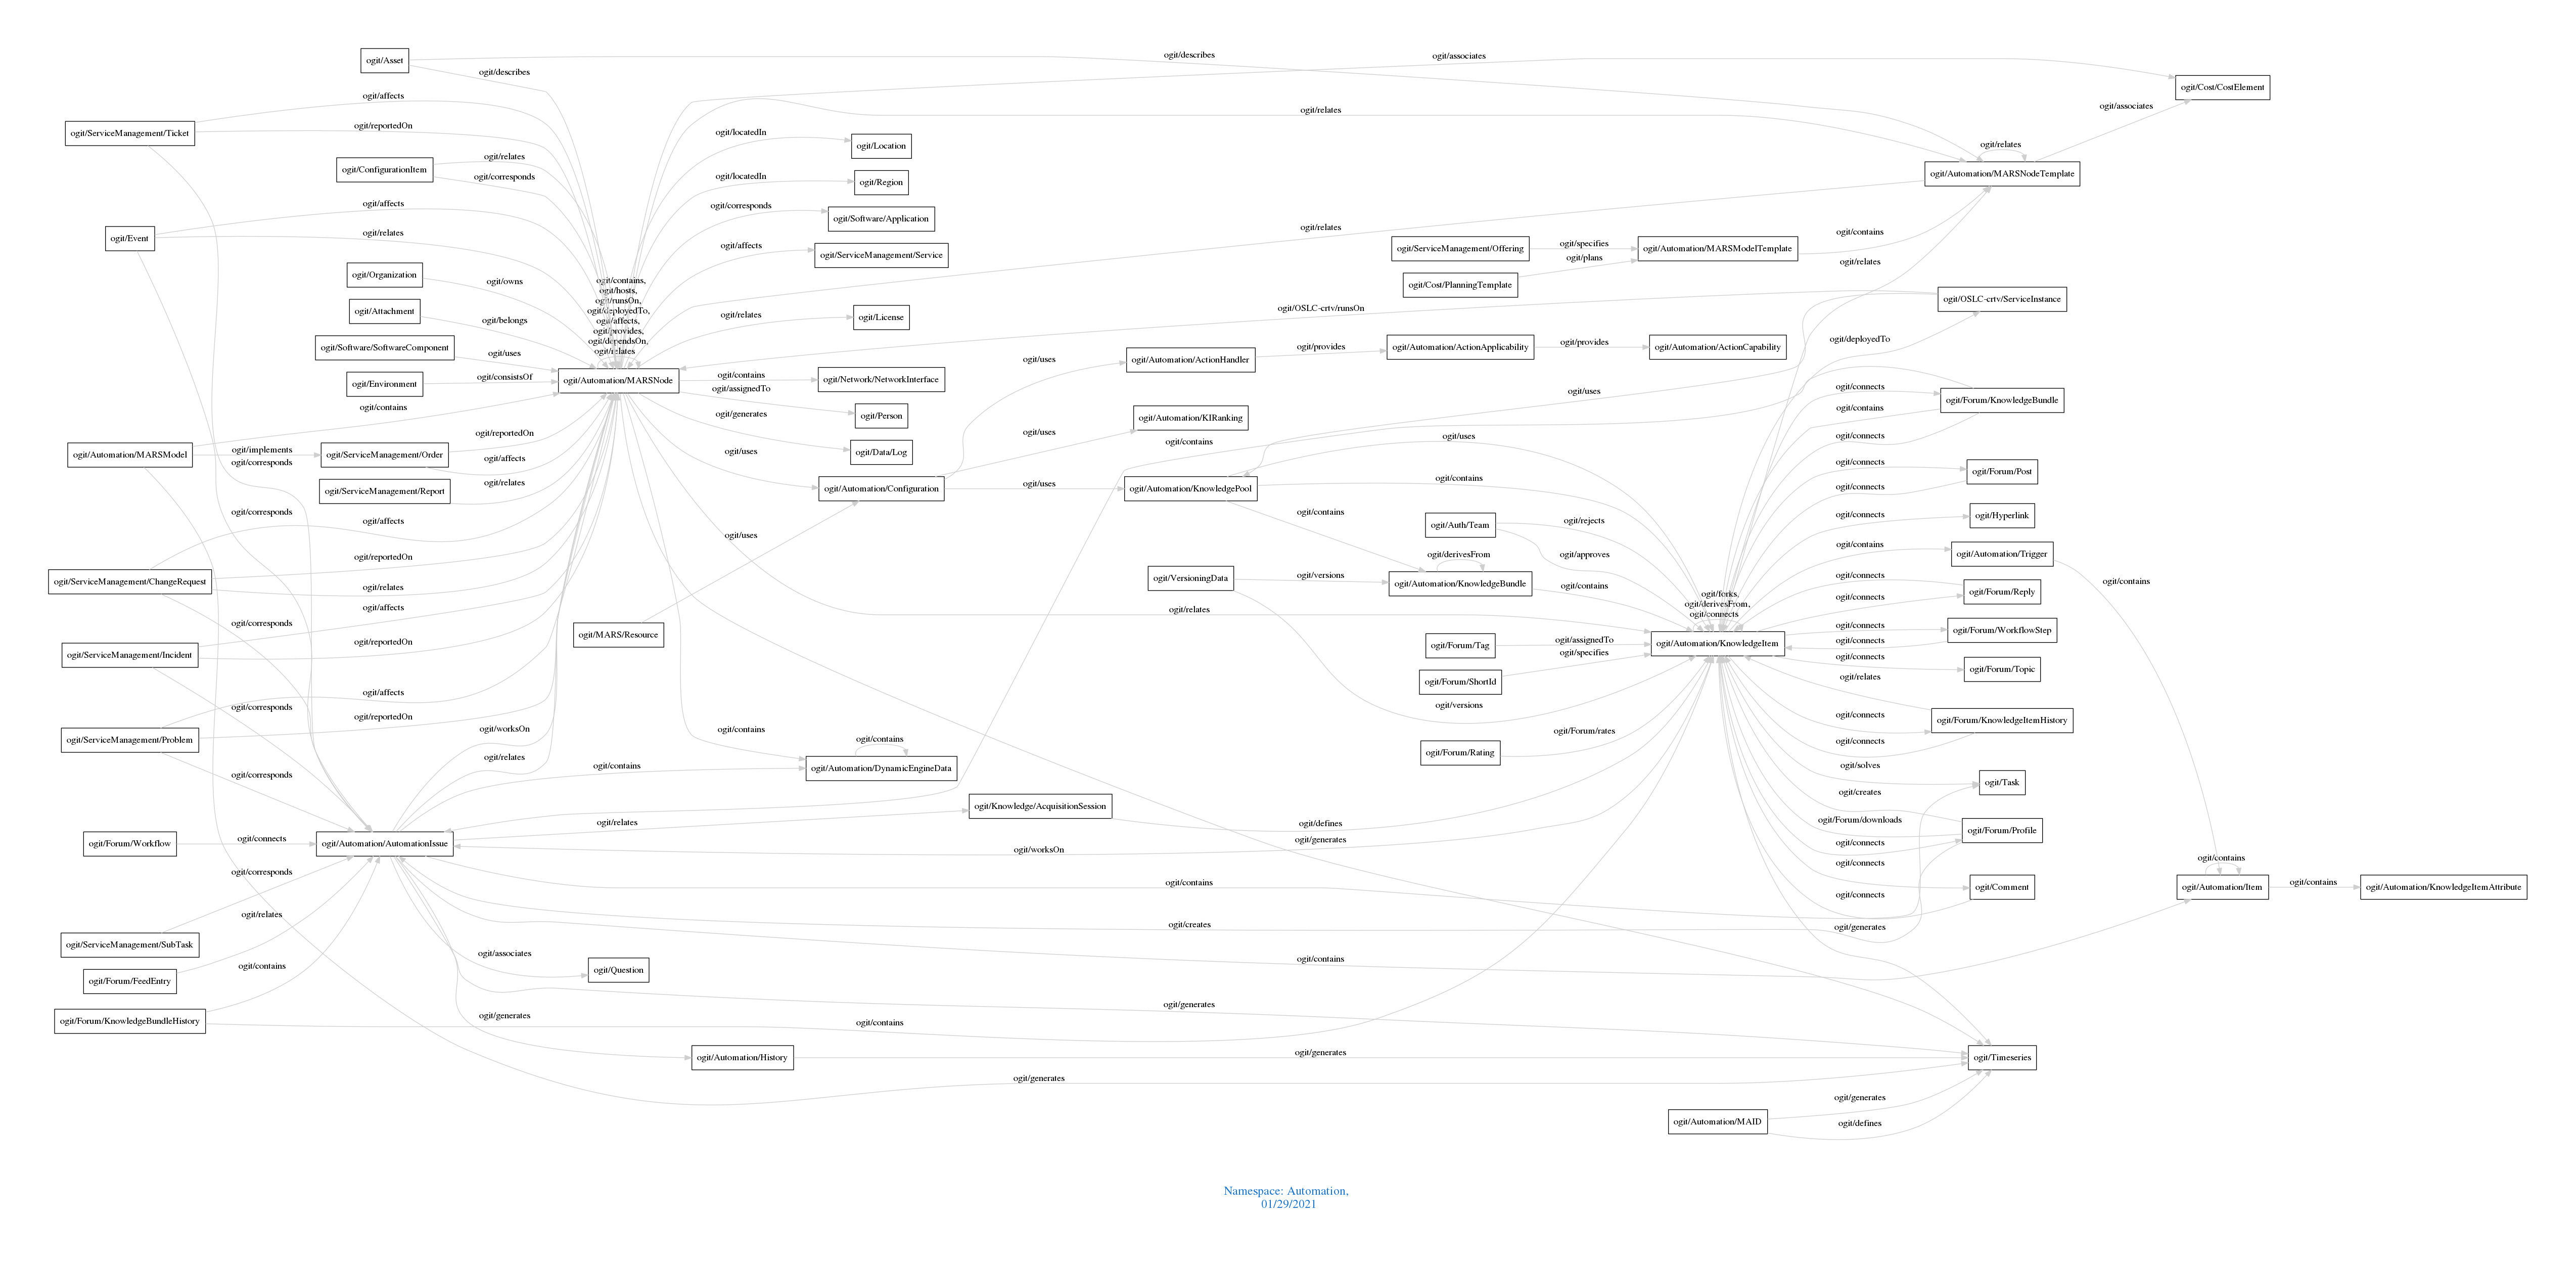 ogit/Asset
ogit/describes
ogit/describes
ogit/associates
ogit/Cost/CostElement
ogit/associates
ogit/affects
ogit/ServiceManagement/Ticket
ogit/reportedOn
ogit/relates
ogit/locatedIn
ogit/Location
ogit/relates
ogit/Automation/MARSNodeTemplate
ogit/ConfigurationItem
ogit/relates
ogit/corresponds
ogit/locatedIn
ogit/Region
ogit/affects
ogit/corresponds
ogit/Software/Application
ogit/relates
ogit/Event
ogit/relates
ogit/affects
ogit/ServiceManagement/Service
ogit/ServiceManagement/Offering
ogit/specifies
ogit/Automation/MARSModelTemplate
ogit/contains
ogit/plans
ogit/relates
ogit/Organization
ogit/owns
ogit/Cost/PlanningTemplate
ogit/contains,
ogit/hosts,
ogit/runsOn,
ogit/deployedTo,
ogit/affects,
ogit/provides,
ogit/dependsOn,
ogit/relates
ogit/OSLC-crtv/ServiceInstance
ogit/OSLC-crtv/runsOn
ogit/Attachment
ogit/belongs
ogit/relates
ogit/License
ogit/deployedTo
ogit/Software/SoftwareComponent
ogit/uses
ogit/uses
ogit/Automation/ActionHandler
ogit/provides
ogit/Automation/ActionApplicability
ogit/provides
ogit/Automation/ActionCapability
ogit/Environment
ogit/consistsOf
ogit/Automation/MARSNode
ogit/contains
ogit/Network/NetworkInterface
ogit/assignedTo
ogit/uses
ogit/connects
ogit/Forum/KnowledgeBundle
ogit/contains
ogit/contains
ogit/Person
ogit/generates
ogit/Automation/KIRanking
ogit/uses
ogit/contains
ogit/uses
ogit/connects
ogit/Automation/MARSModel
ogit/implements
ogit/corresponds
ogit/ServiceManagement/Order
ogit/reportedOn
ogit/affects
ogit/uses
ogit/Data/Log
ogit/connects
ogit/Forum/Post
ogit/connects
ogit/ServiceManagement/Report
ogit/relates
ogit/Automation/Configuration
ogit/uses
ogit/Automation/KnowledgePool
ogit/contains
ogit/corresponds
ogit/affects
ogit/contains
ogit/Auth/Team
ogit/rejects
ogit/connects
ogit/Hyperlink
ogit/uses
ogit/reportedOn
ogit/derivesFrom
ogit/approves
ogit/contains
ogit/Automation/Trigger
ogit/contains
ogit/ServiceManagement/ChangeRequest
ogit/relates
ogit/VersioningData
ogit/versions
ogit/Automation/KnowledgeBundle
ogit/contains
ogit/connects
ogit/Forum/Reply
ogit/connects
ogit/forks,
ogit/derivesFrom,
ogit/connects
ogit/affects
ogit/relates
ogit/corresponds
ogit/MARS/Resource
ogit/connects
ogit/Forum/WorkflowStep
ogit/connects
ogit/reportedOn
ogit/ServiceManagement/Incident
ogit/Forum/Tag
ogit/assignedTo
ogit/specifies
ogit/Automation/KnowledgeItem
ogit/connects
ogit/Forum/Topic
ogit/relates
ogit/Forum/ShortId
ogit/affects
ogit/corresponds
ogit/versions
ogit/reportedOn
ogit/connects
ogit/Forum/KnowledgeItemHistory
ogit/worksOn
ogit/contains
ogit/Forum/rates
ogit/ServiceManagement/Problem
ogit/contains
ogit/connects
ogit/relates
ogit/Forum/Rating
ogit/corresponds
ogit/contains
ogit/Automation/DynamicEngineData
ogit/solves
ogit/Task
ogit/creates
ogit/Knowledge/AcquisitionSession
ogit/relates
ogit/defines
ogit/Forum/downloads
ogit/Forum/Profile
ogit/Forum/Workflow
ogit/connects
ogit/Automation/AutomationIssue
ogit/worksOn
ogit/generates
ogit/connects
ogit/connects
ogit/contains
ogit/corresponds
ogit/contains
ogit/connects
ogit/Comment
ogit/Automation/Item
ogit/contains
ogit/Automation/KnowledgeItemAttribute
ogit/relates
ogit/creates
ogit/generates
ogit/ServiceManagement/SubTask
ogit/associates
ogit/contains
ogit/contains
ogit/Question
ogit/Forum/FeedEntry
ogit/generates
ogit/generates
ogit/Forum/KnowledgeBundleHistory
ogit/contains
ogit/Automation/History
ogit/generates
ogit/Timeseries
ogit/generates
ogit/generates
ogit/Automation/MAID
ogit/defines
Namespace: Automation,
01/29/2021